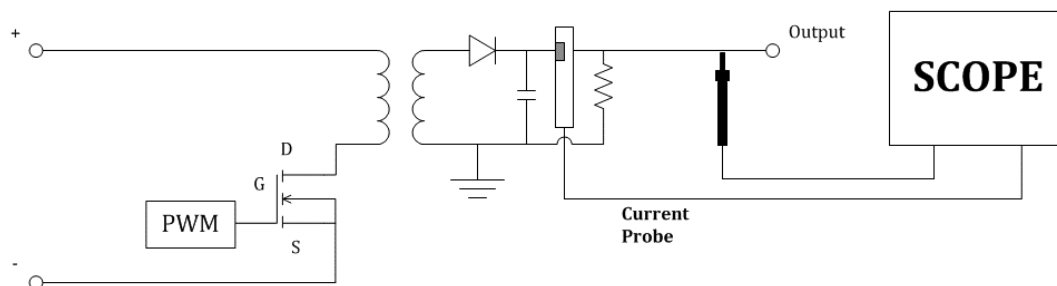 +
Output
SCOPE
D
G
PWM
S
Current
Probe
-